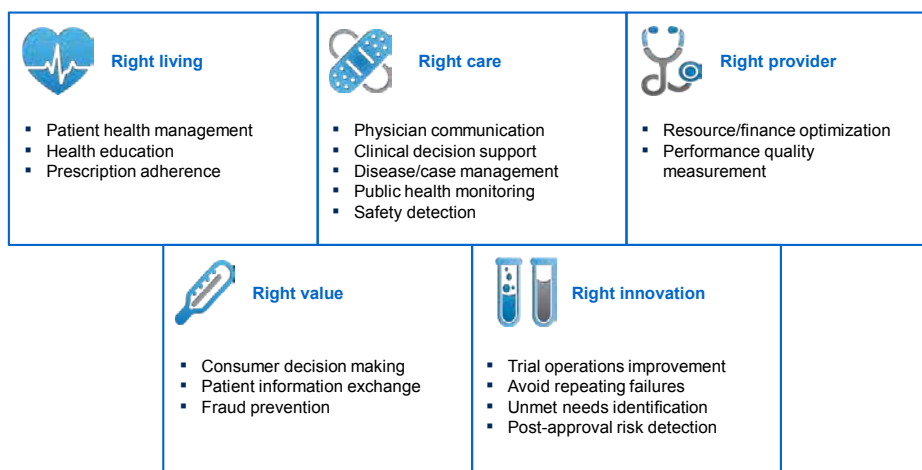 Right living
▪ Patient health management
▪ Health education
▪ Prescription adherence
Right care
▪ Physician communication
▪ Clinical decision support
▪ Disease/case management
▪ Public health monitoring
▪ Safety detection
Right provider
▪ Resource/finance optimization
▪ Performance quality
measurement
Right value
▪ Consumer decision making
▪ Patient information exchange
▪ Fraud prevention
Right innovation
▪ Trial operations improvement
▪ Avoid repeating failures
▪ Unmet needs identification
▪ Post-approval risk detection